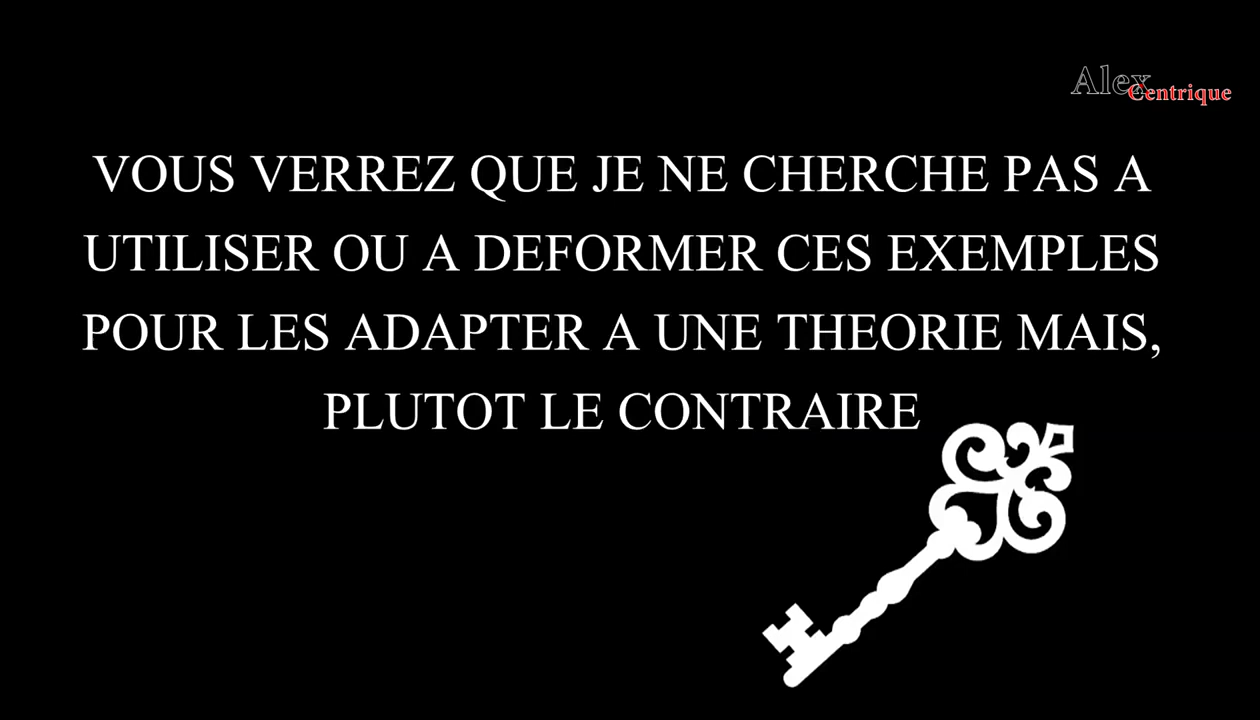 Alex
Centrique
VOUS VERREZ QUE JE NE CHERCHE PAS A
UTILISER OU A DEFORMER CES EXEMPLES
POUR LES ADAPTER A UNE THEORIE MAIS,
PLUTOT LE CONTRAIRE